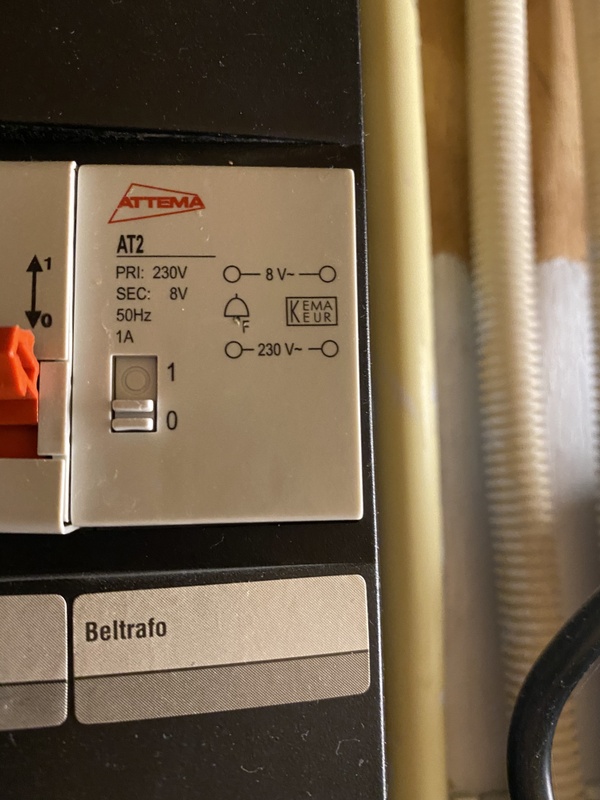 ATTEMA
AT2
PRI: 230V
SEC: 8V
50Hz
1A
8 V~
F
KEMA
KEUR
230 V~
1
0
1
0
Beltrafo